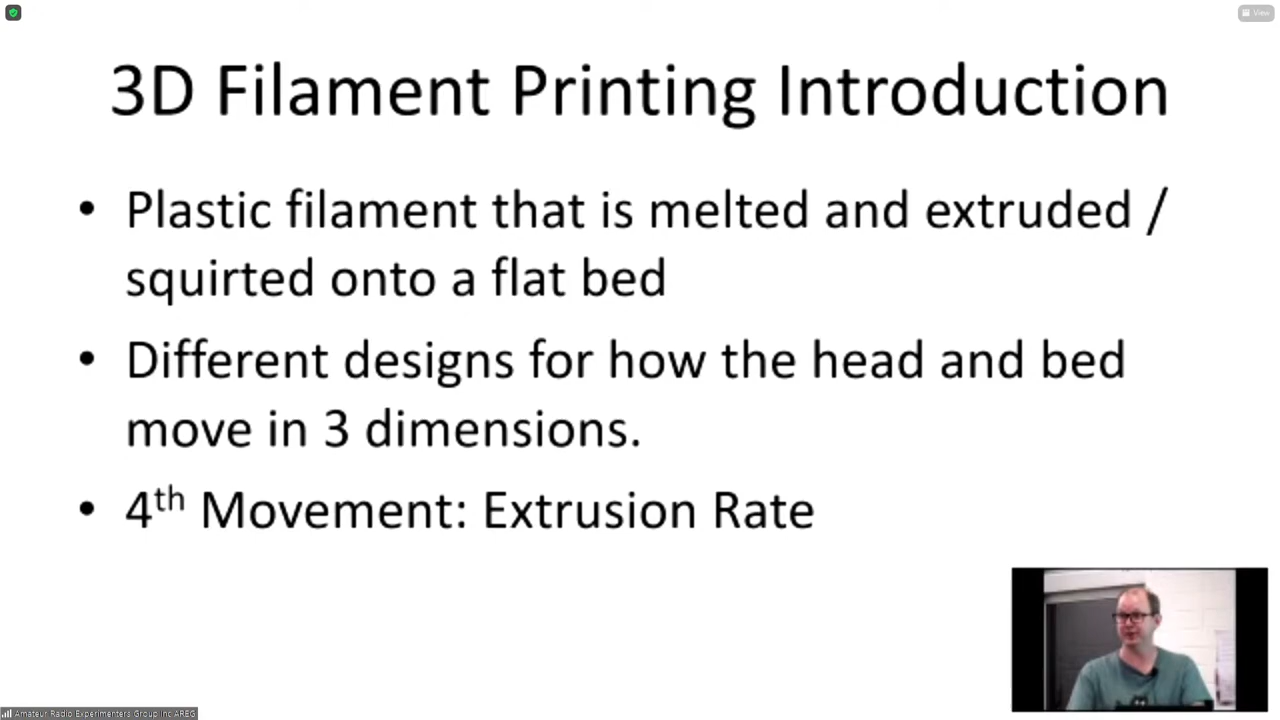 View
3D Filament Printing Introduction
• Plastic filament that is melted and extruded /
squirted onto a flat bed
• Different designs for how the head and bed
move in 3 dimensions.
• 4th Movement: Extrusion Rate
Amateur Radio Experimenters Group Inc AREG